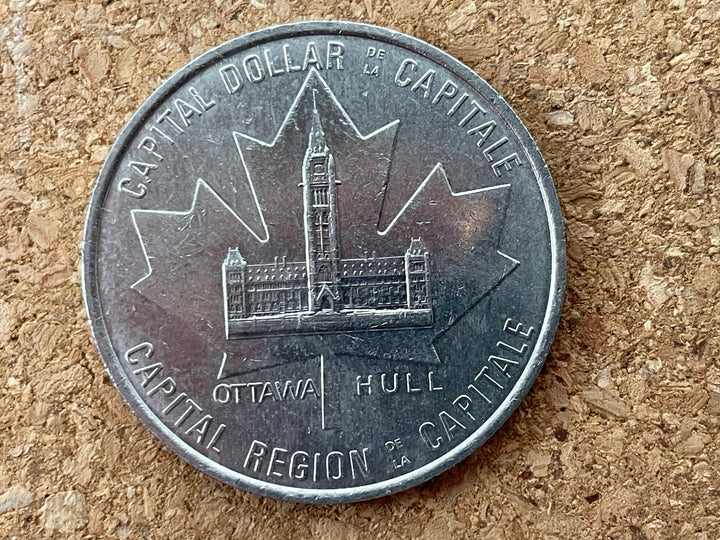 CAPITAL DOLLAR DE LA CAPITALE
OTTAWA HULL
CAPITAL REGION DE LA CAPITALE